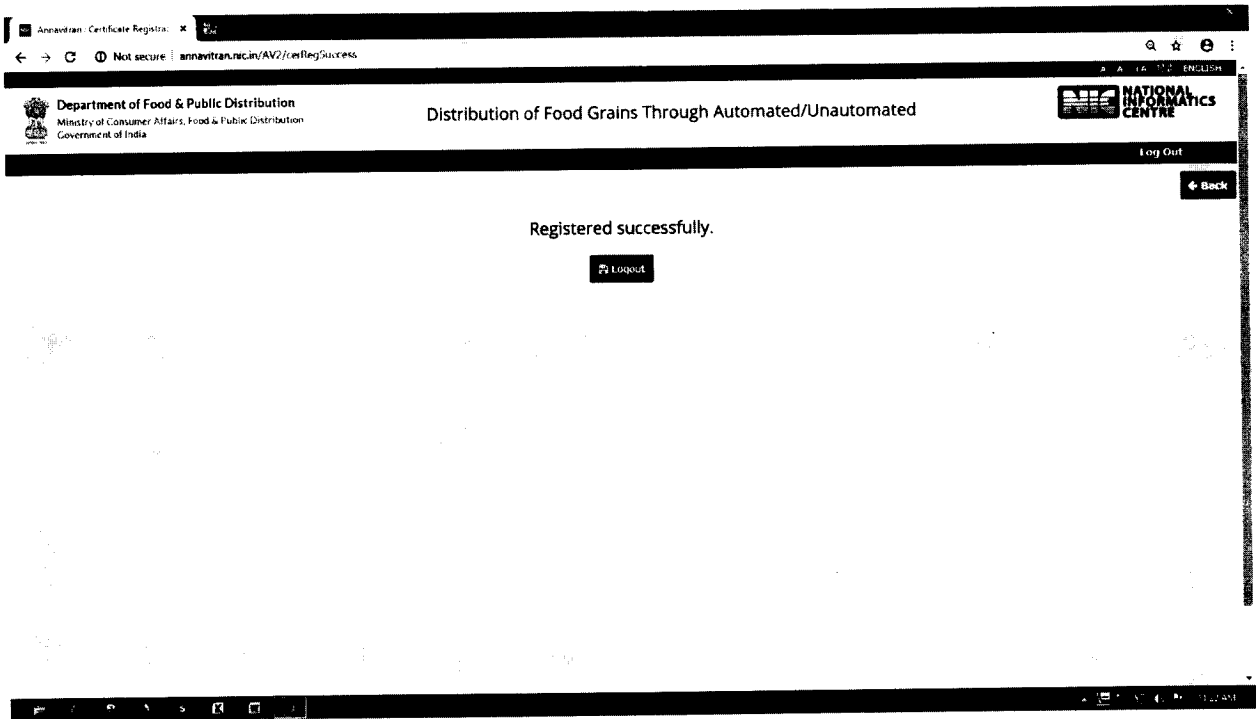 Annavitran : Certificate Registra:
Not secure annavitran.nic.in/AV2/cerRegSuccess
ENGLISH
Department of Food & Public Distribution
Ministry of Consumer Affairs, Food & Public Distribution
Government of India
Distribution of Food Grains Through Automated/Unautomated
NIC NATIONAL
INFORMATICS
CENTRE
Log Out
Back
Registered successfully.
Logout